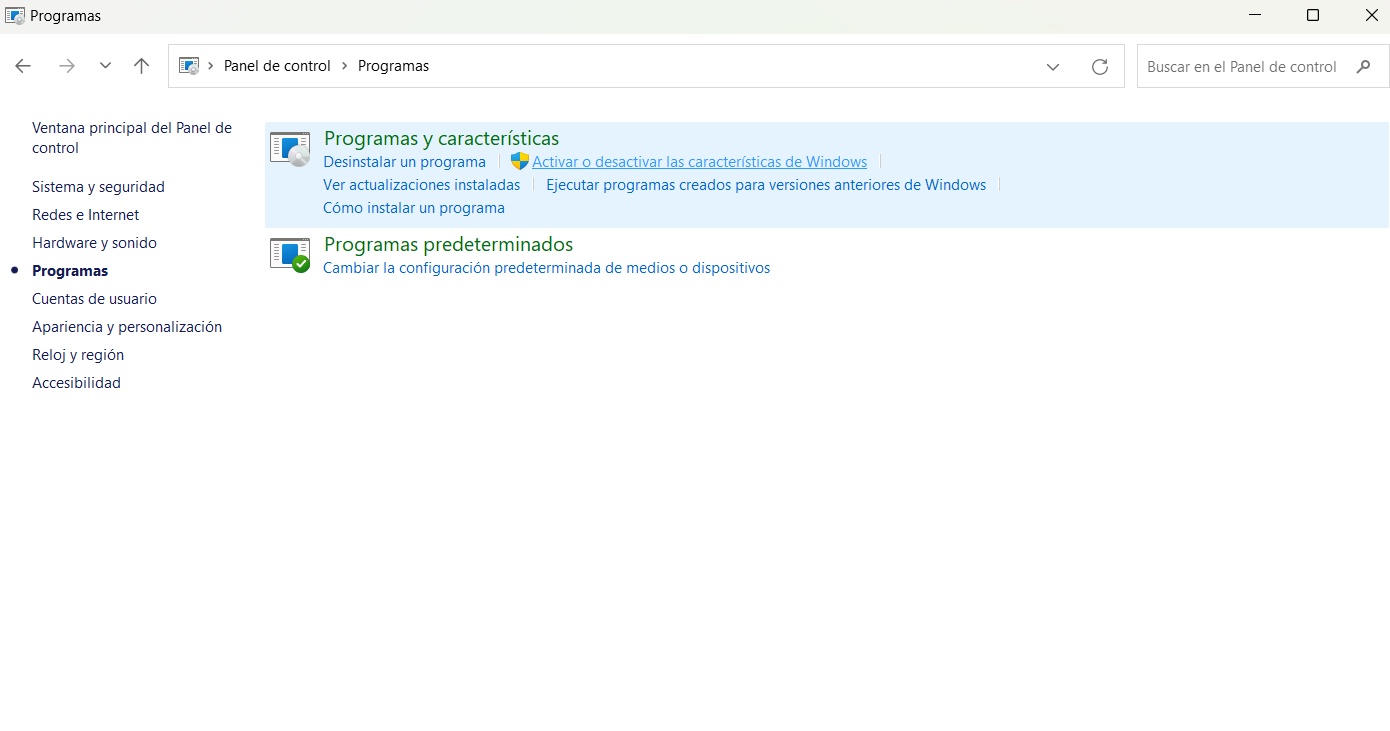 Programas
Panel de control Programas
Buscar en el Panel de control
Ventana principal del Panel de
control
Sistema y seguridad
Redes e Internet
Hardware y sonido
Programas
Cuentas de usuario
Apariencia y personalización
Reloj y región
Accesibilidad
Programas y características
Desinstalar un programa Activar o desactivar las características de Windows
Ver actualizaciones instaladas Ejecutar programas creados para versiones anteriores de Windows
Cómo instalar un programa
Programas predeterminados
Cambiar la configuración predeterminada de medios o dispositivos